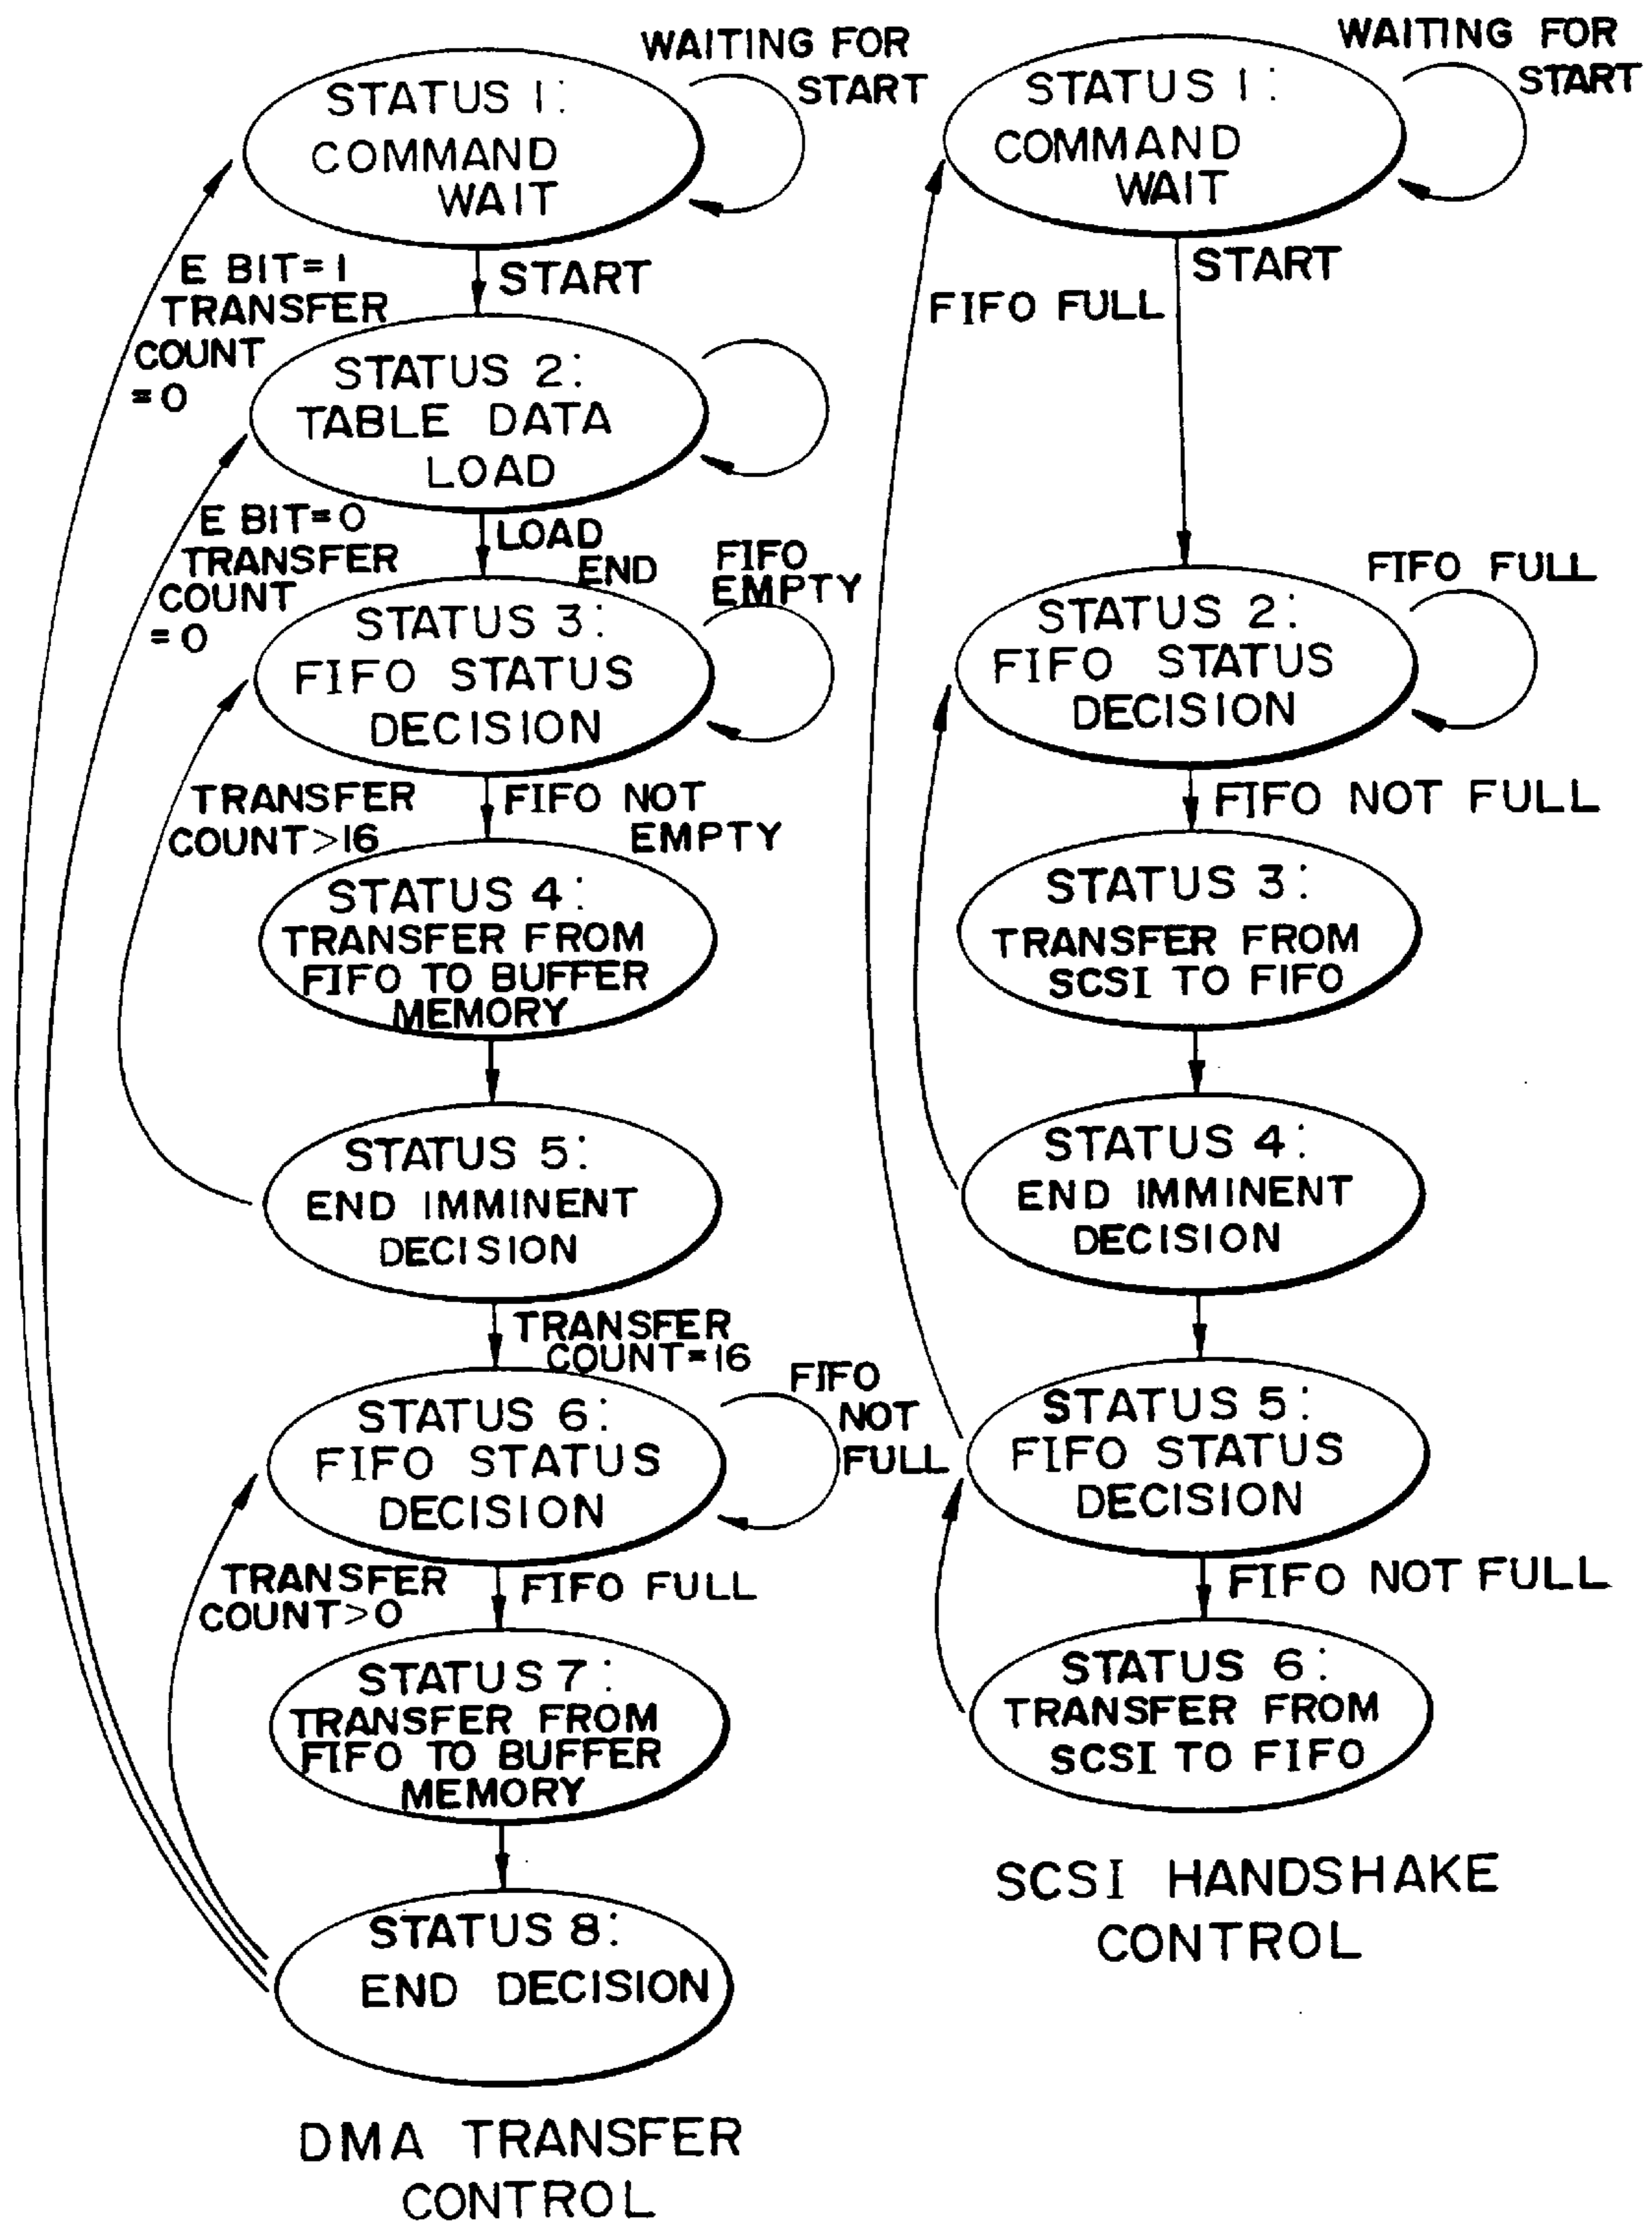 WAITING FOR
START
STATUS 1:
COMMAND
WAIT
E BIT=1
TRANSFER
COUNT
=0
START
STATUS 2:
TABLE DATA
LOAD
E BIT=0
TRANSFER
COUNT
=0
LOAD
END
FIFO
EMPTY
STATUS 3:
FIFO STATUS
DECISION
TRANSFER
COUNT>16
FIFO NOT
EMPTY
STATUS 4:
TRANSFER FROM
FIFO TO BUFFER
MEMORY
STATUS 5:
END IMMINENT
DECISION
TRANSFER
COUNT=16
FIFO
NOT
FULL
STATUS 6:
FIFO STATUS
DECISION
TRANSFER
COUNT>0
FIFO FULL
STATUS 7:
TRANSFER FROM
FIFO TO BUFFER
MEMORY
STATUS 8:
END DECISION
DMA TRANSFER
CONTROL
WAITING FOR
START
STATUS 1:
COMMAND
WAIT
START
FIFO FULL
FIFO FULL
STATUS 2:
FIFO STATUS
DECISION
FIFO NOT FULL
STATUS 3:
TRANSFER FROM
SCSI TO FIFO
STATUS 4:
END IMMINENT
DECISION
STATUS 5:
FIFO STATUS
DECISION
FIFO NOT FULL
STATUS 6:
TRANSFER FROM
SCSI TO FIFO
SCSI HANDSHAKE
CONTROL